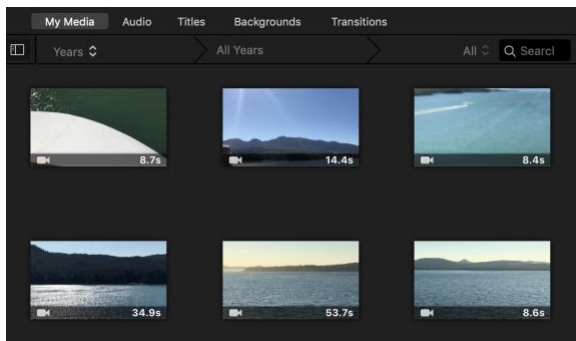 My Media Audio Titles Backgrounds Transitions
Years All Years All Searcl
8.7s 14.4s 8.4s
34.9s 53.7s 8.6s